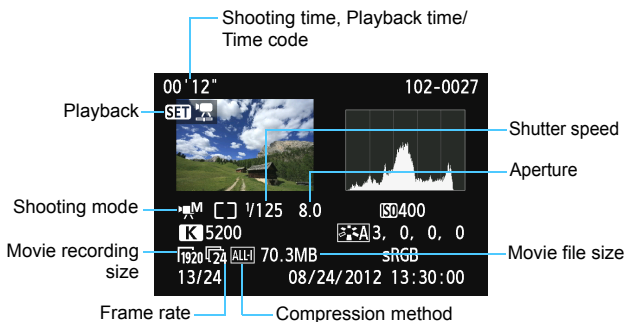 Shooting time, Playback time/
Time code
00'12" 102-0027
Playback
SET
Shutter speed
Aperture
Shooting mode
M 1/125 8.0 ISO400
K 5200 A 3, 0, 0, 0
Movie recording
size
1920 24 ALL-I 70.3MB sRGB
Movie file size
13/24 08/24/2012 13:30:00
Frame rate
Compression method